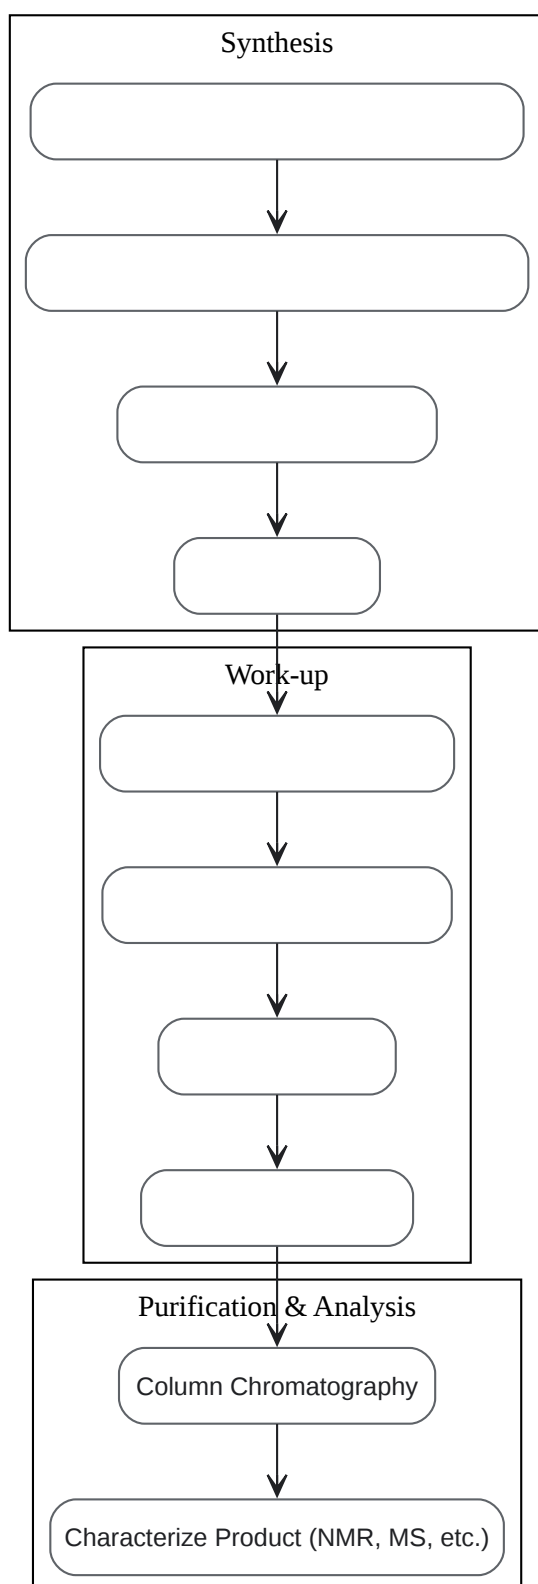 Synthesis
Work-up
Purification & Analysis
Column Chromatography
Characterize Product (NMR, MS, etc.)